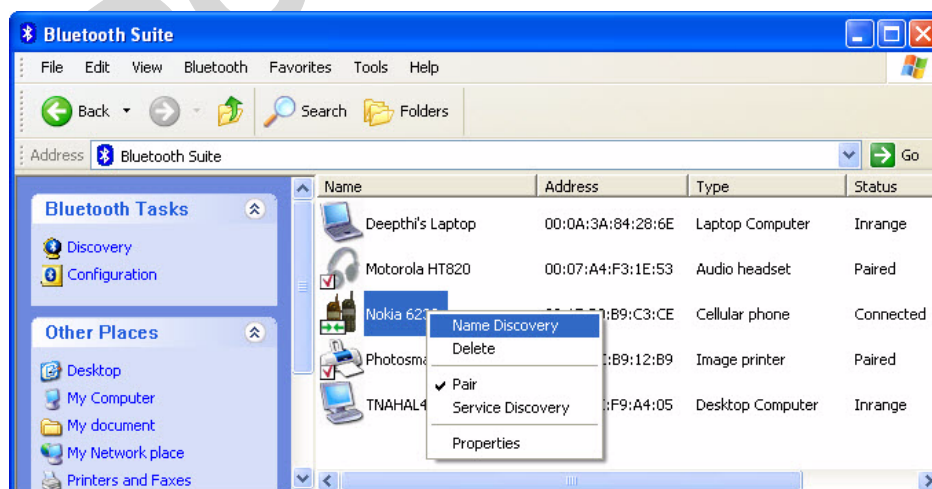 Bluetooth Suite
File Edit View Bluetooth Favorites Tools Help
Back Search Folders
Address Bluetooth Suite Go
Name Address Type Status
Bluetooth Tasks
Discovery
Configuration
Other Places
Desktop
My Computer
My document
My Network place
Printers and Faxes
Deepthi's Laptop 00:0A:3A:84:28:6E Laptop Computer Inrange
Motorola HT820 00:07:A4:F3:1E:53 Audio headset Paired
Nokia :B9:C3:CE Cellular phone Connected
:B9:12:B9 Image printer Paired
:F9:A4:05 Desktop Computer Inrange
Name Discovery
Delete
Pair
Service Discovery
Properties